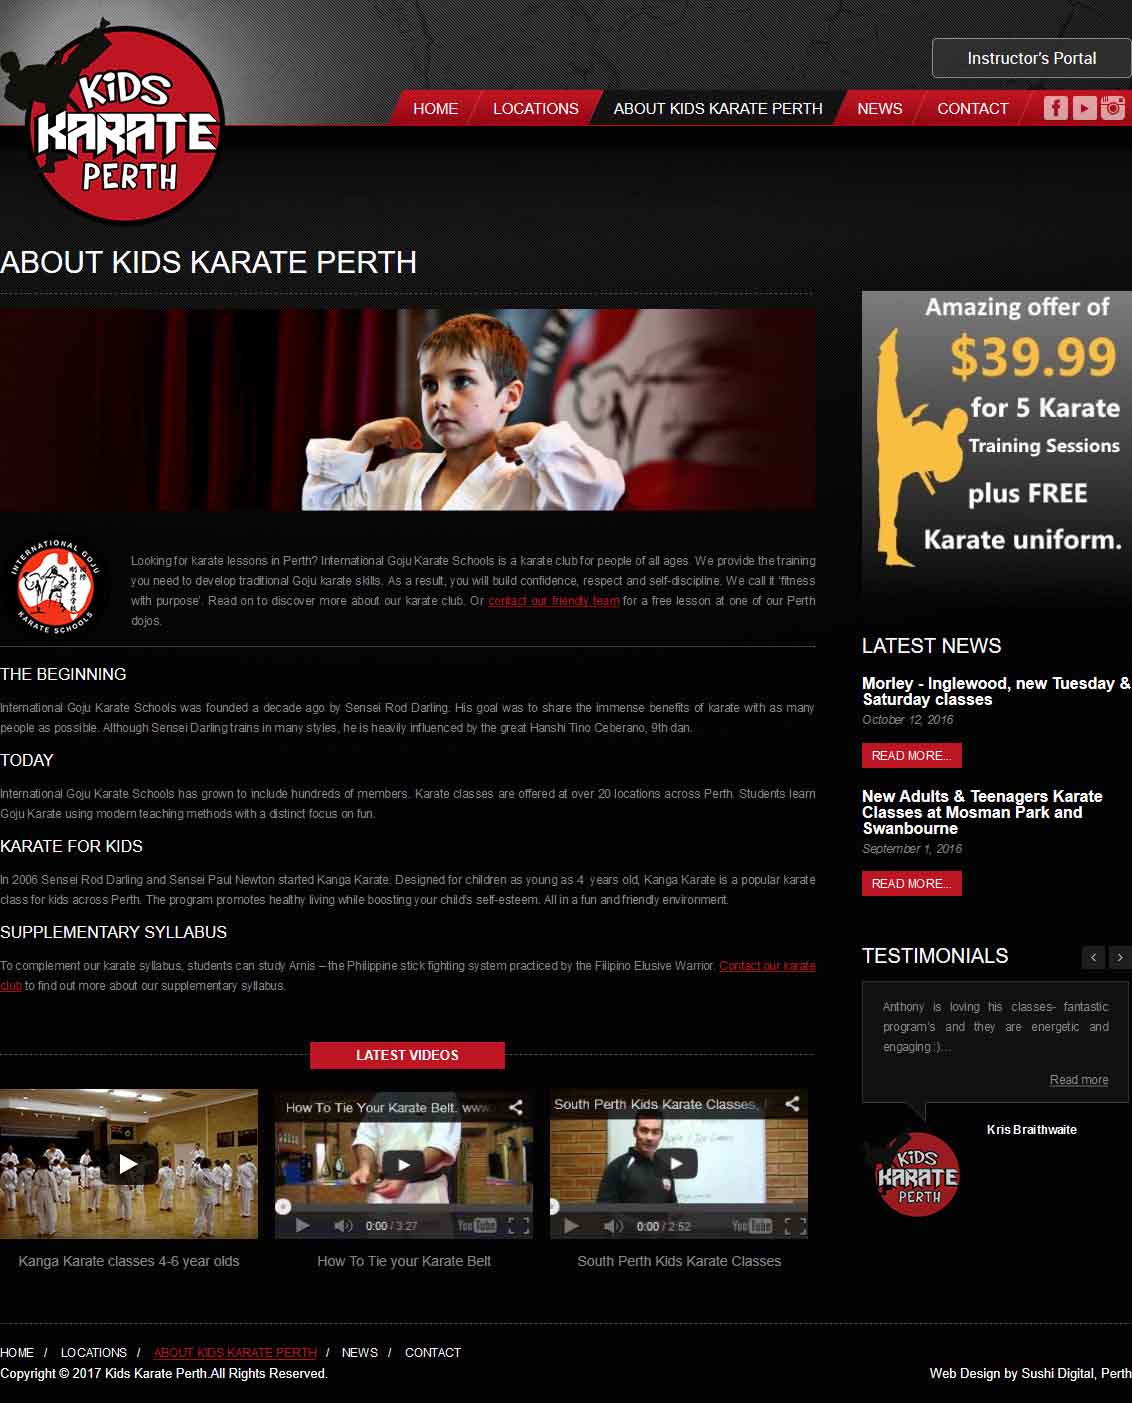 Instructor's Portal
KiDS
KARATE
PERTH
HOME
LOCATIONS
ABOUT KIDS KARATE PERTH
NEWS
CONTACT
ABOUT KIDS KARATE PERTH
Amazing offer of
$39.99
for 5 Karate
Training Sessions
plus FREE
Karate uniform.
INTERNATIONAL GOJU
KARATE SCHOOLS
Looking for karate lessons in Perth? International Goju Karate Schools is a karate club for people of all ages. We provide the training
you need to develop traditional Goju karate skills. As a result, you will build confidence, respect and self-discipline. We call it 'fitness
with purpose'. Read on to discover more about our karate club. Or contact our friendly team for a free lesson at one of our Perth
dojos.
THE BEGINNING
International Goju Karate Schools was founded a decade ago by Sensei Rod Darling. His goal was to share the immense benefits of karate with as many
people as possible. Although Sensei Darling trains in many styles, he is heavily influenced by the great Hanshi Tino Ceberano, 9th dan.
TODAY
International Goju Karate Schools has grown to include hundreds of members. Karate classes are offered at over 20 locations across Perth. Students learn
Goju Karate using modern teaching methods with a distinct focus on fun.
KARATE FOR KIDS
In 2006 Sensei Rod Darling and Sensei Paul Newton started Kanga Karate. Designed for children as young as 4 years old, Kanga Karate is a popular karate
class for kids across Perth. The program promotes healthy living while boosting your child's self-esteem. All in a fun and friendly environment.
SUPPLEMENTARY SYLLABUS
To complement our karate syllabus, students can study Arnis – the Philippine stick fighting system practiced by the Filipino Elusive Warrior. Contact our karate
club to find out more about our supplementary syllabus.
LATEST VIDEOS
How To Tie Your Karate Belt. www
0:00 / 3:27
YouTube
South Perth Kids Karate Classes,
0:00 / 2:52
YouTube
Kanga Karate classes 4-6 year olds
How To Tie your Karate Belt
South Perth Kids Karate Classes
LATEST NEWS
Morley - Inglewood, new Tuesday &
Saturday classes
October 12, 2016
READ MORE...
New Adults & Teenagers Karate
Classes at Mosman Park and
Swanbourne
September 1, 2016
READ MORE...
TESTIMONIALS
Anthony is loving his classes- fantastic
program's and they are energetic and
engaging :)...
Read more
Kris Braithwaite
KiDS
KARATE
PERTH
HOME / LOCATIONS / ABOUT KIDS KARATE PERTH / NEWS / CONTACT
Copyright © 2017 Kids Karate Perth.All Rights Reserved.
Web Design by Sushi Digital, Perth